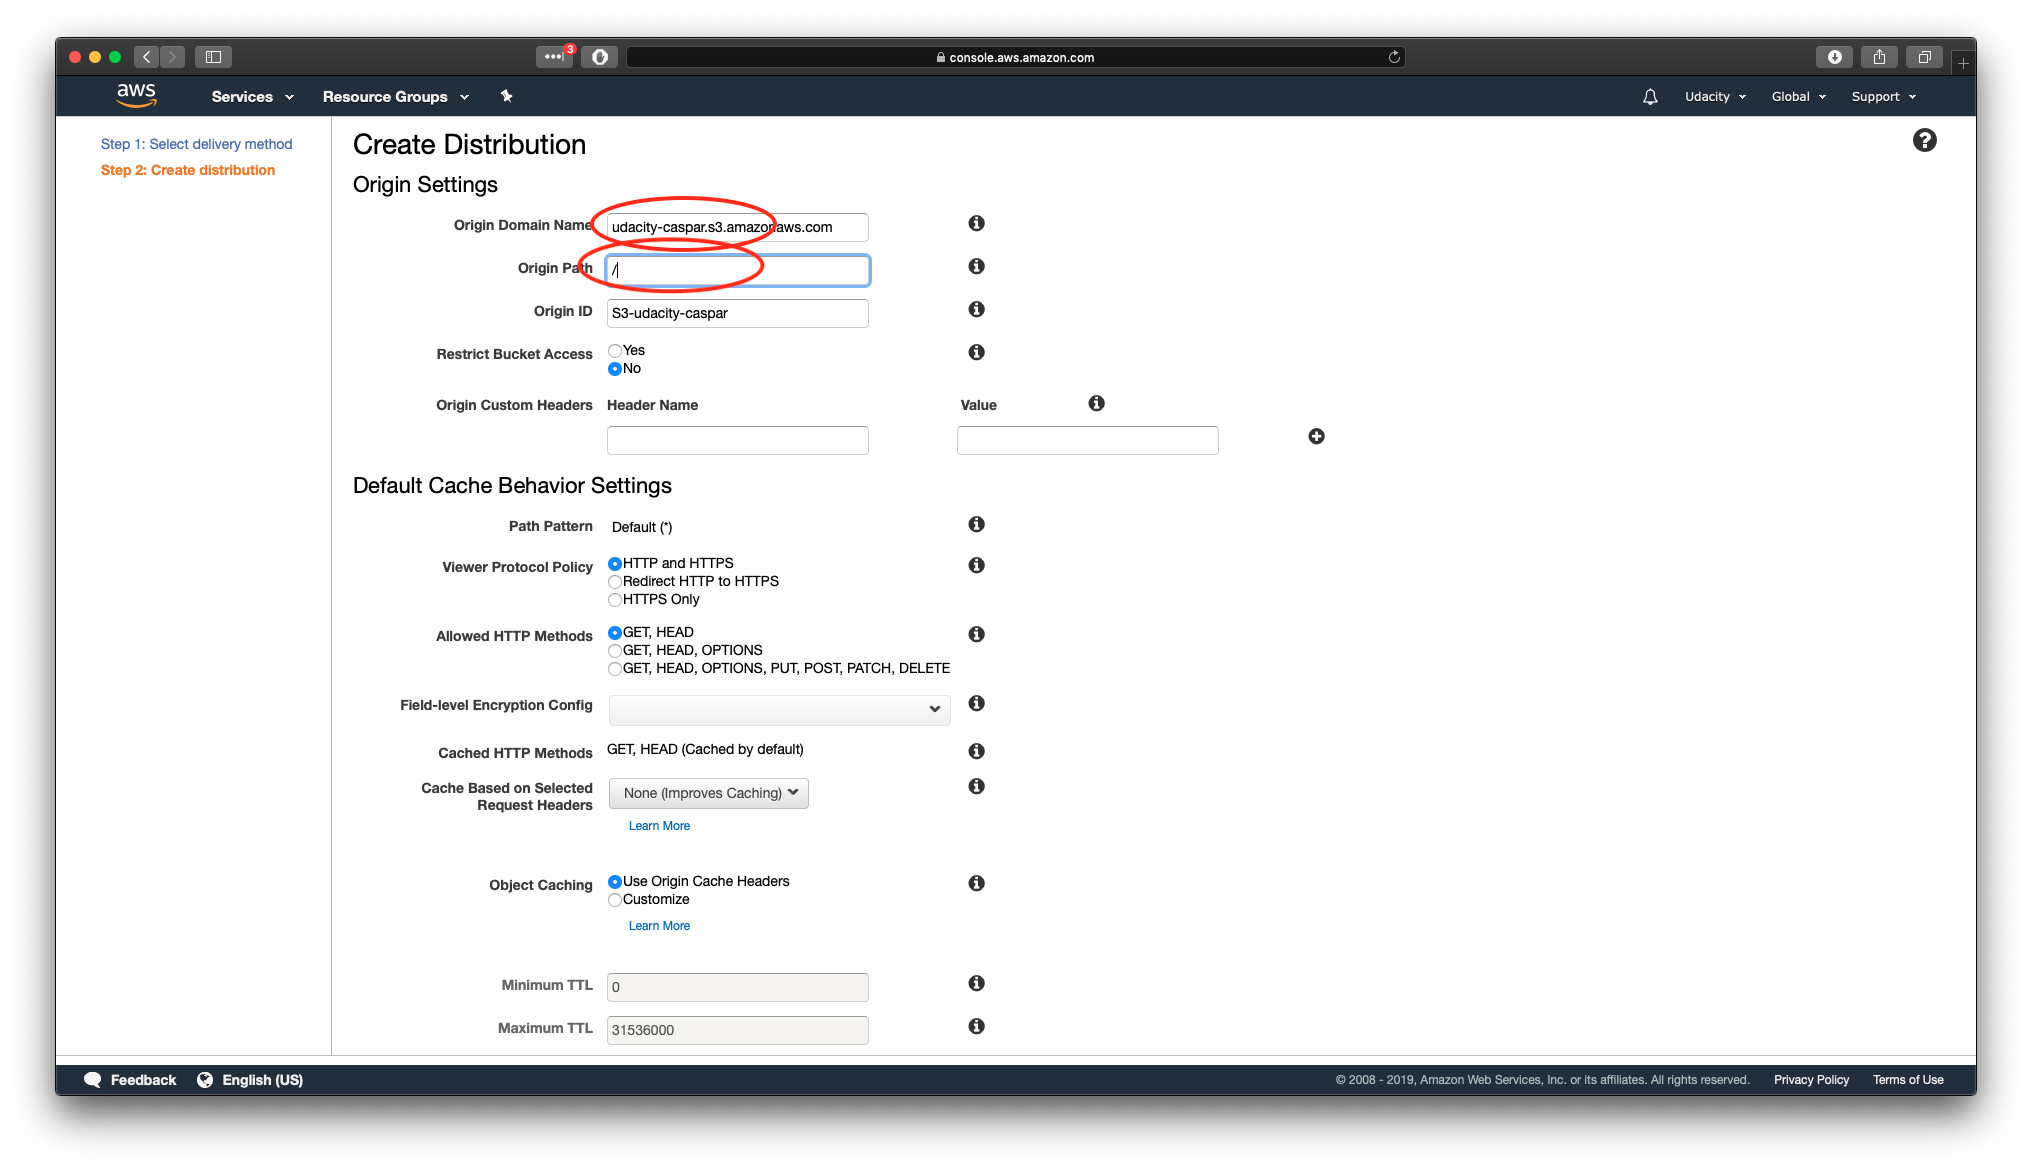 3
console.aws.amazon.com
aws Services Resource Groups Udacity Global Support
Step 1: Select delivery method
Step 2: Create distribution
Create Distribution
Origin Settings
Origin Domain Name udacity-caspar.s3.amazonaws.com
Origin Path /
Origin ID S3-udacity-caspar
Restrict Bucket Access Yes
No
Origin Custom Headers Header Name Value
Default Cache Behavior Settings
Path Pattern Default (*)
Viewer Protocol Policy HTTP and HTTPS
Redirect HTTP to HTTPS
HTTPS Only
Allowed HTTP Methods GET, HEAD
GET, HEAD, OPTIONS
GET, HEAD, OPTIONS, PUT, POST, PATCH, DELETE
Field-level Encryption Config
Cached HTTP Methods GET, HEAD (Cached by default)
Cache Based on Selected
Request Headers None (Improves Caching)
Learn More
Object Caching Use Origin Cache Headers
Customize
Learn More
Minimum TTL 0
Maximum TTL 31536000
Feedback English (US) © 2008 - 2019, Amazon Web Services, Inc. or its affiliates. All rights reserved. Privacy Policy Terms of Use